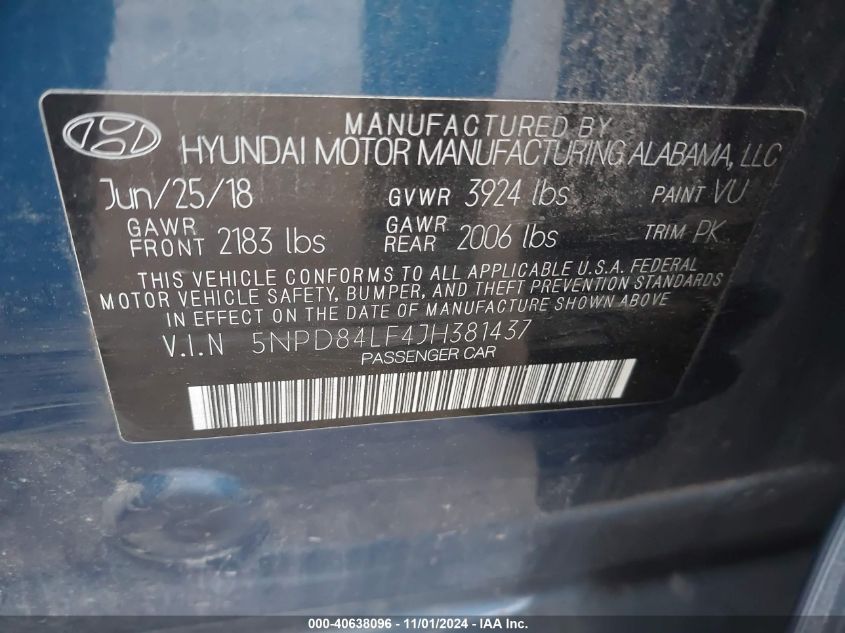 MANUFACTURED BY
HYUNDAI MOTOR MANUFACTURING ALABAMA, LLC
Jun/25/18 GVWR 3924 lbs PAINT VU
GAWR FRONT 2183 lbs GAWR REAR 2006 lbs TRIM PK
THIS VEHICLE CONFORMS TO ALL APPLICABLE U.S.A. FEDERAL
MOTOR VEHICLE SAFETY, BUMPER, AND THEFT PREVENTION STANDARDS
IN EFFECT ON THE DATE OF MANUFACTURE SHOWN ABOVE
V.I.N 5NPD84LF4JH381437
PASSENGER CAR
000-40638096 - 11/01/2024 - IAA Inc.